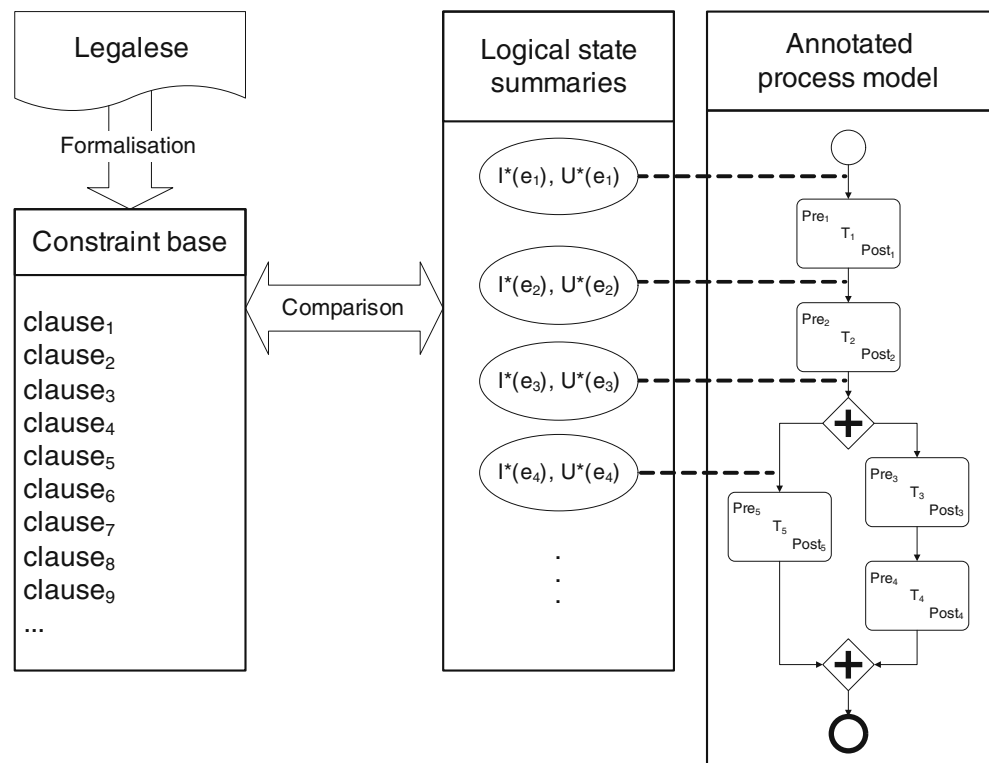 Legalese
Formalisation
Constraint base
clause₁
clause₂
clause₃
clause₄
clause₅
clause₆
clause₇
clause₈
clause₉
...
Comparison
Logical state
summaries
I*(e₁), U*(e₁)
I*(e₂), U*(e₂)
I*(e₃), U*(e₃)
I*(e₄), U*(e₄)
.
.
.
Annotated
process model
Pre₁
T₁
Post₁
Pre₂
T₂
Post₂
Pre₅
T₅
Post₅
Pre₃
T₃
Post₃
Pre₄
T₄
Post₄